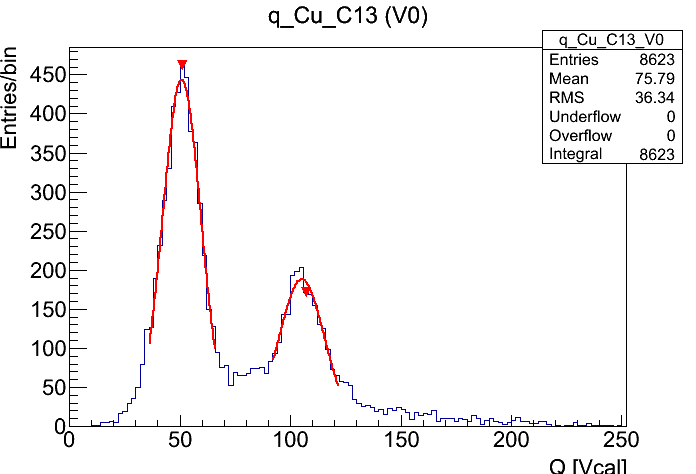 q_Cu_C13 (V0)
q_Cu_C13_V0
Entries 8623
Mean 75.79
RMS 36.34
Underflow 0
Overflow 0
Integral 8623
Entries/bin
450
400
350
300
250
200
150
100
50
0
0 50 100 150 200 250
Q [Vcal]